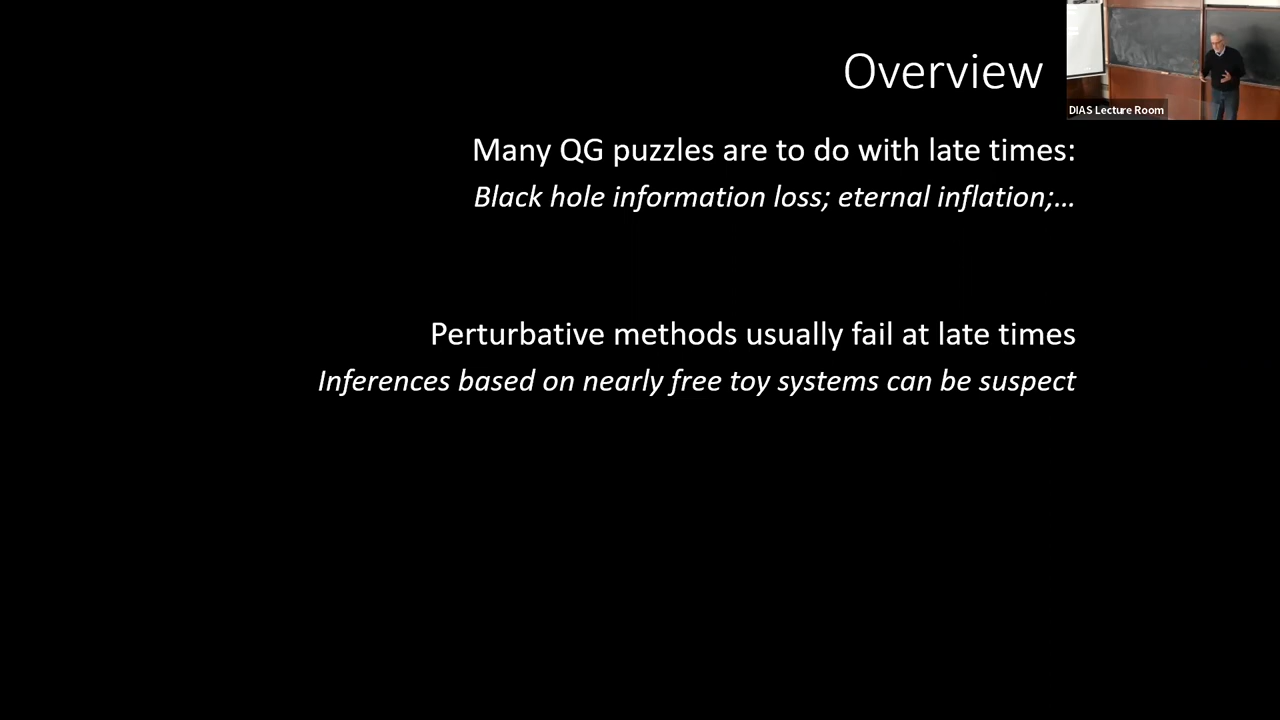 Overview
DIAS Lecture Room
Many QG puzzles are to do with late times:
Black hole information loss; eternal inflation;...
Perturbative methods usually fail at late times
Inferences based on nearly free toy systems can be suspect